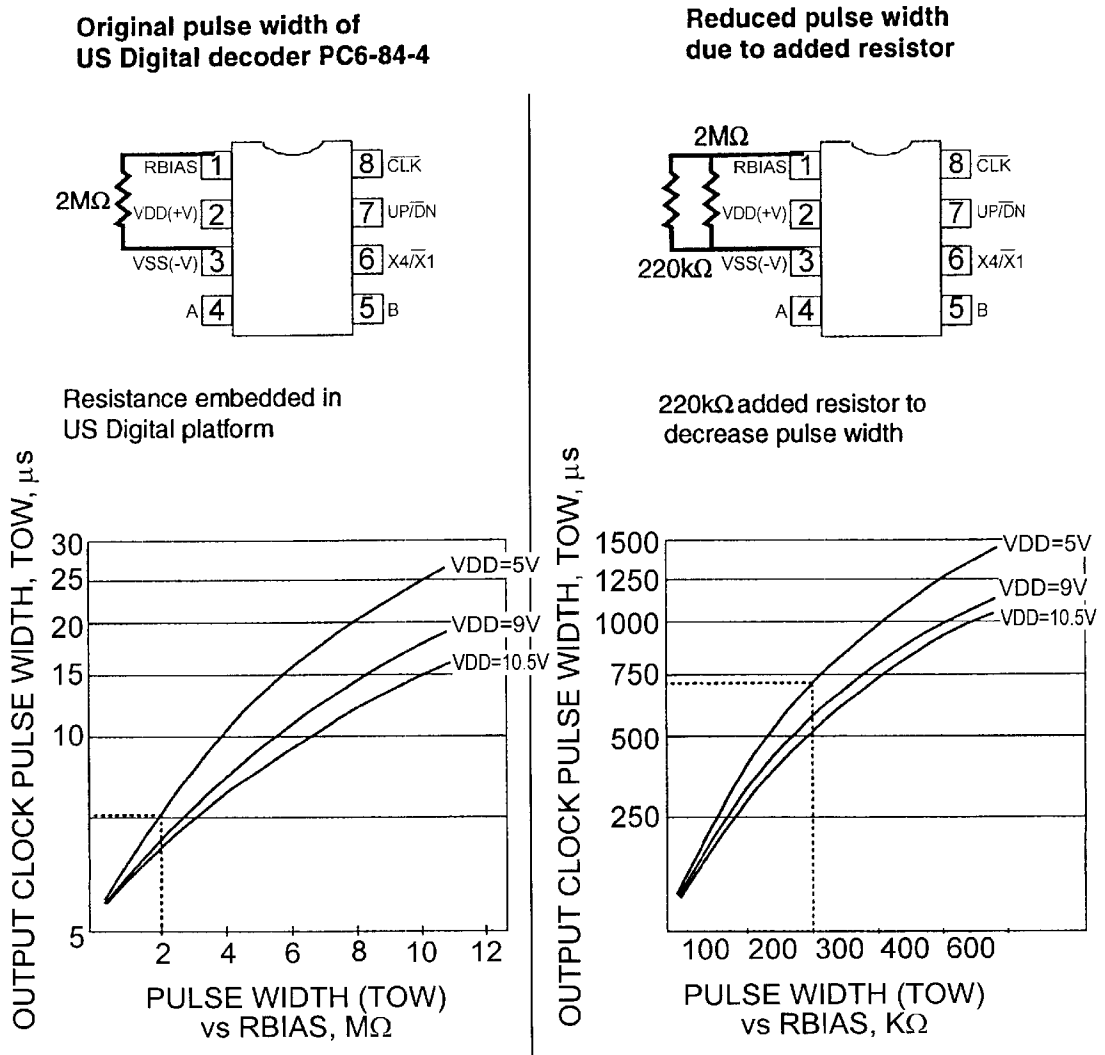 Original pulse width of
US Digital decoder PC6-84-4
2MΩ
RBIAS 1
VDD(+V) 2
VSS(-V) 3
A 4
8 CLK
7 UP/DN
6 X4/X1
5 B
Resistance embedded in
US Digital platform
OUTPUT CLOCK PULSE WIDTH, TOW, μs
30
25
20
15
10
5
VDD=5V
VDD=9V
VDD=10.5V
2 4 6 8 10 12
PULSE WIDTH (TOW)
vs RBIAS, MΩ
Reduced pulse width
due to added resistor
2MΩ
220kΩ
RBIAS 1
VDD(+V) 2
VSS(-V) 3
A 4
8 CLK
7 UP/DN
6 X4/X1
5 B
220kΩ added resistor to
decrease pulse width
OUTPUT CLOCK PULSE WIDTH, TOW, μs
1500
1250
1000
750
500
250
VDD=5V
VDD=9V
VDD=10.5V
100 200 300 400 600
PULSE WIDTH (TOW)
vs RBIAS, KΩ